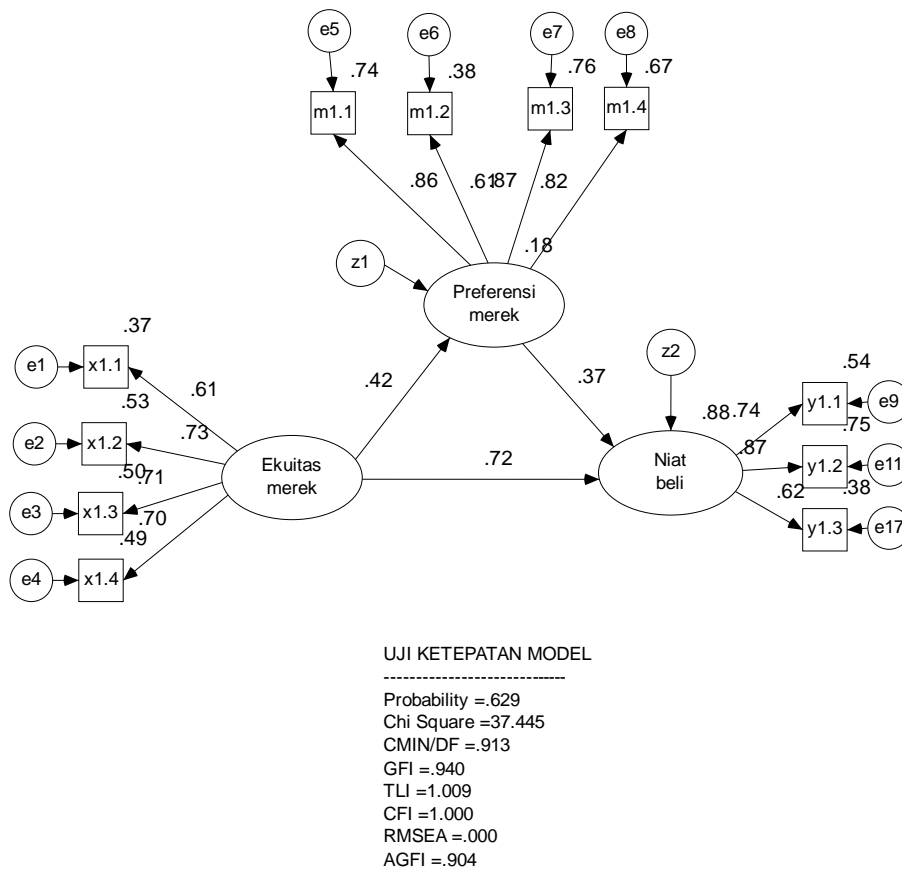 e5
e6
e7
e8
.74
.38
.76
.67
m1.1
m1.2
m1.3
m1.4
.86
.61
.87
.82
.18
z1
Preferensi
merek
.37
e1
x1.1
.61
.42
.37
z2
.54
.53
e2
x1.2
.73
.88
.74
y1.1
e9
.75
.50
.71
Ekuitas
merek
.72
Niat
beli
.87
y1.2
e11
e3
x1.3
.70
.62
.38
.49
y1.3
e17
e4
x1.4
UJI KETEPATAN MODEL
----------------------------
Probability =.629
Chi Square =37.445
CMIN/DF =.913
GFI =.940
TLI =1.009
CFI =1.000
RMSEA =.000
AGFI =.904